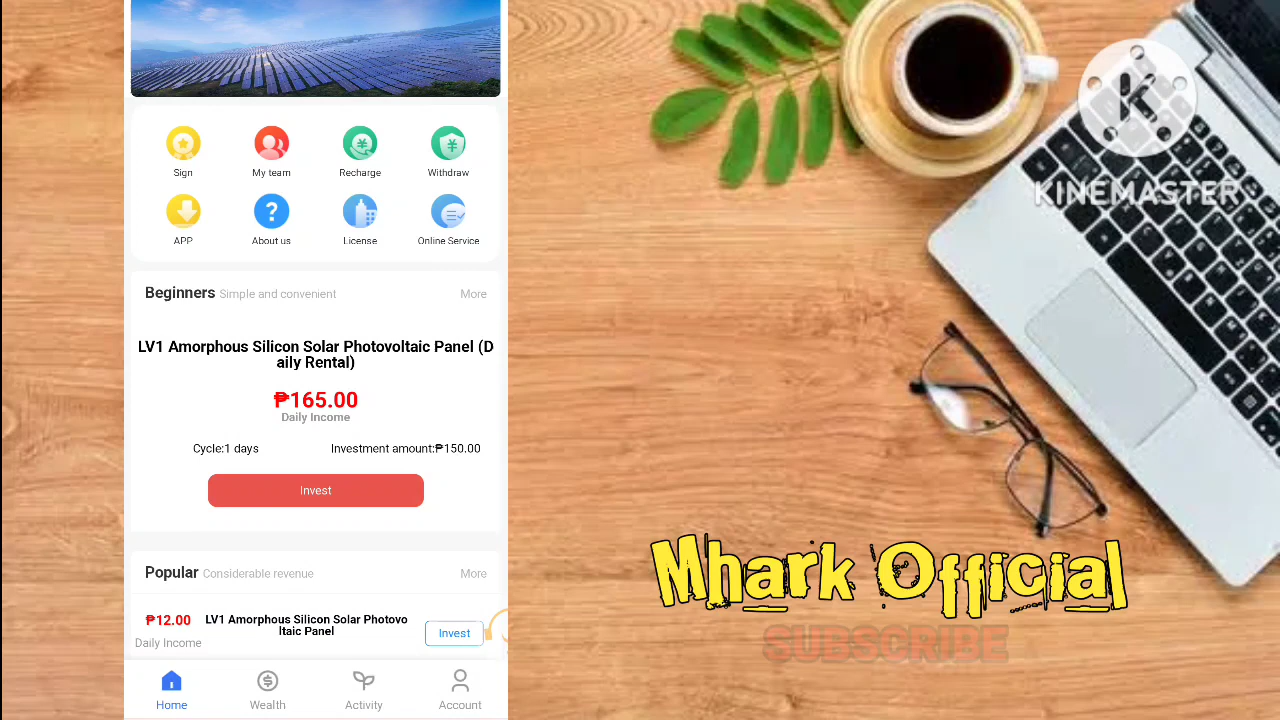 Sign
My team
Recharge
Withdraw
APP
About us
License
Online Service
Beginners Simple and convenient More
LV1 Amorphous Silicon Solar Photovoltaic Panel (D
aily Rental)
₱165.00
Daily Income
Cycle:1 days
Investment amount:₱150.00
Invest
Popular Considerable revenue More
₱12.00
Daily Income
LV1 Amorphous Silicon Solar Photovo
ltaic Panel
Invest
Home
Wealth
Activity
Account
K
KINEMASTER
Mhark Official
SUBSCRIBE